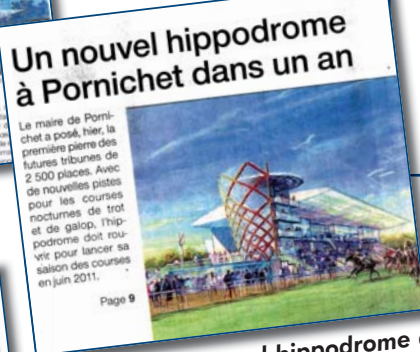 Un nouvel hippodrome
à Pornichet dans un an
Le maire de Porni-
chet a posé, hier, la
première pierre des
futures tribunes de
2 500 places. Avec
de nouvelles pistes
pour les courses
nocturnes de trot
et de galop, l'hip-
podrome doit rou-
vrir pour lancer sa
saison des courses
en juin 2011.
Page 9
hippodrome